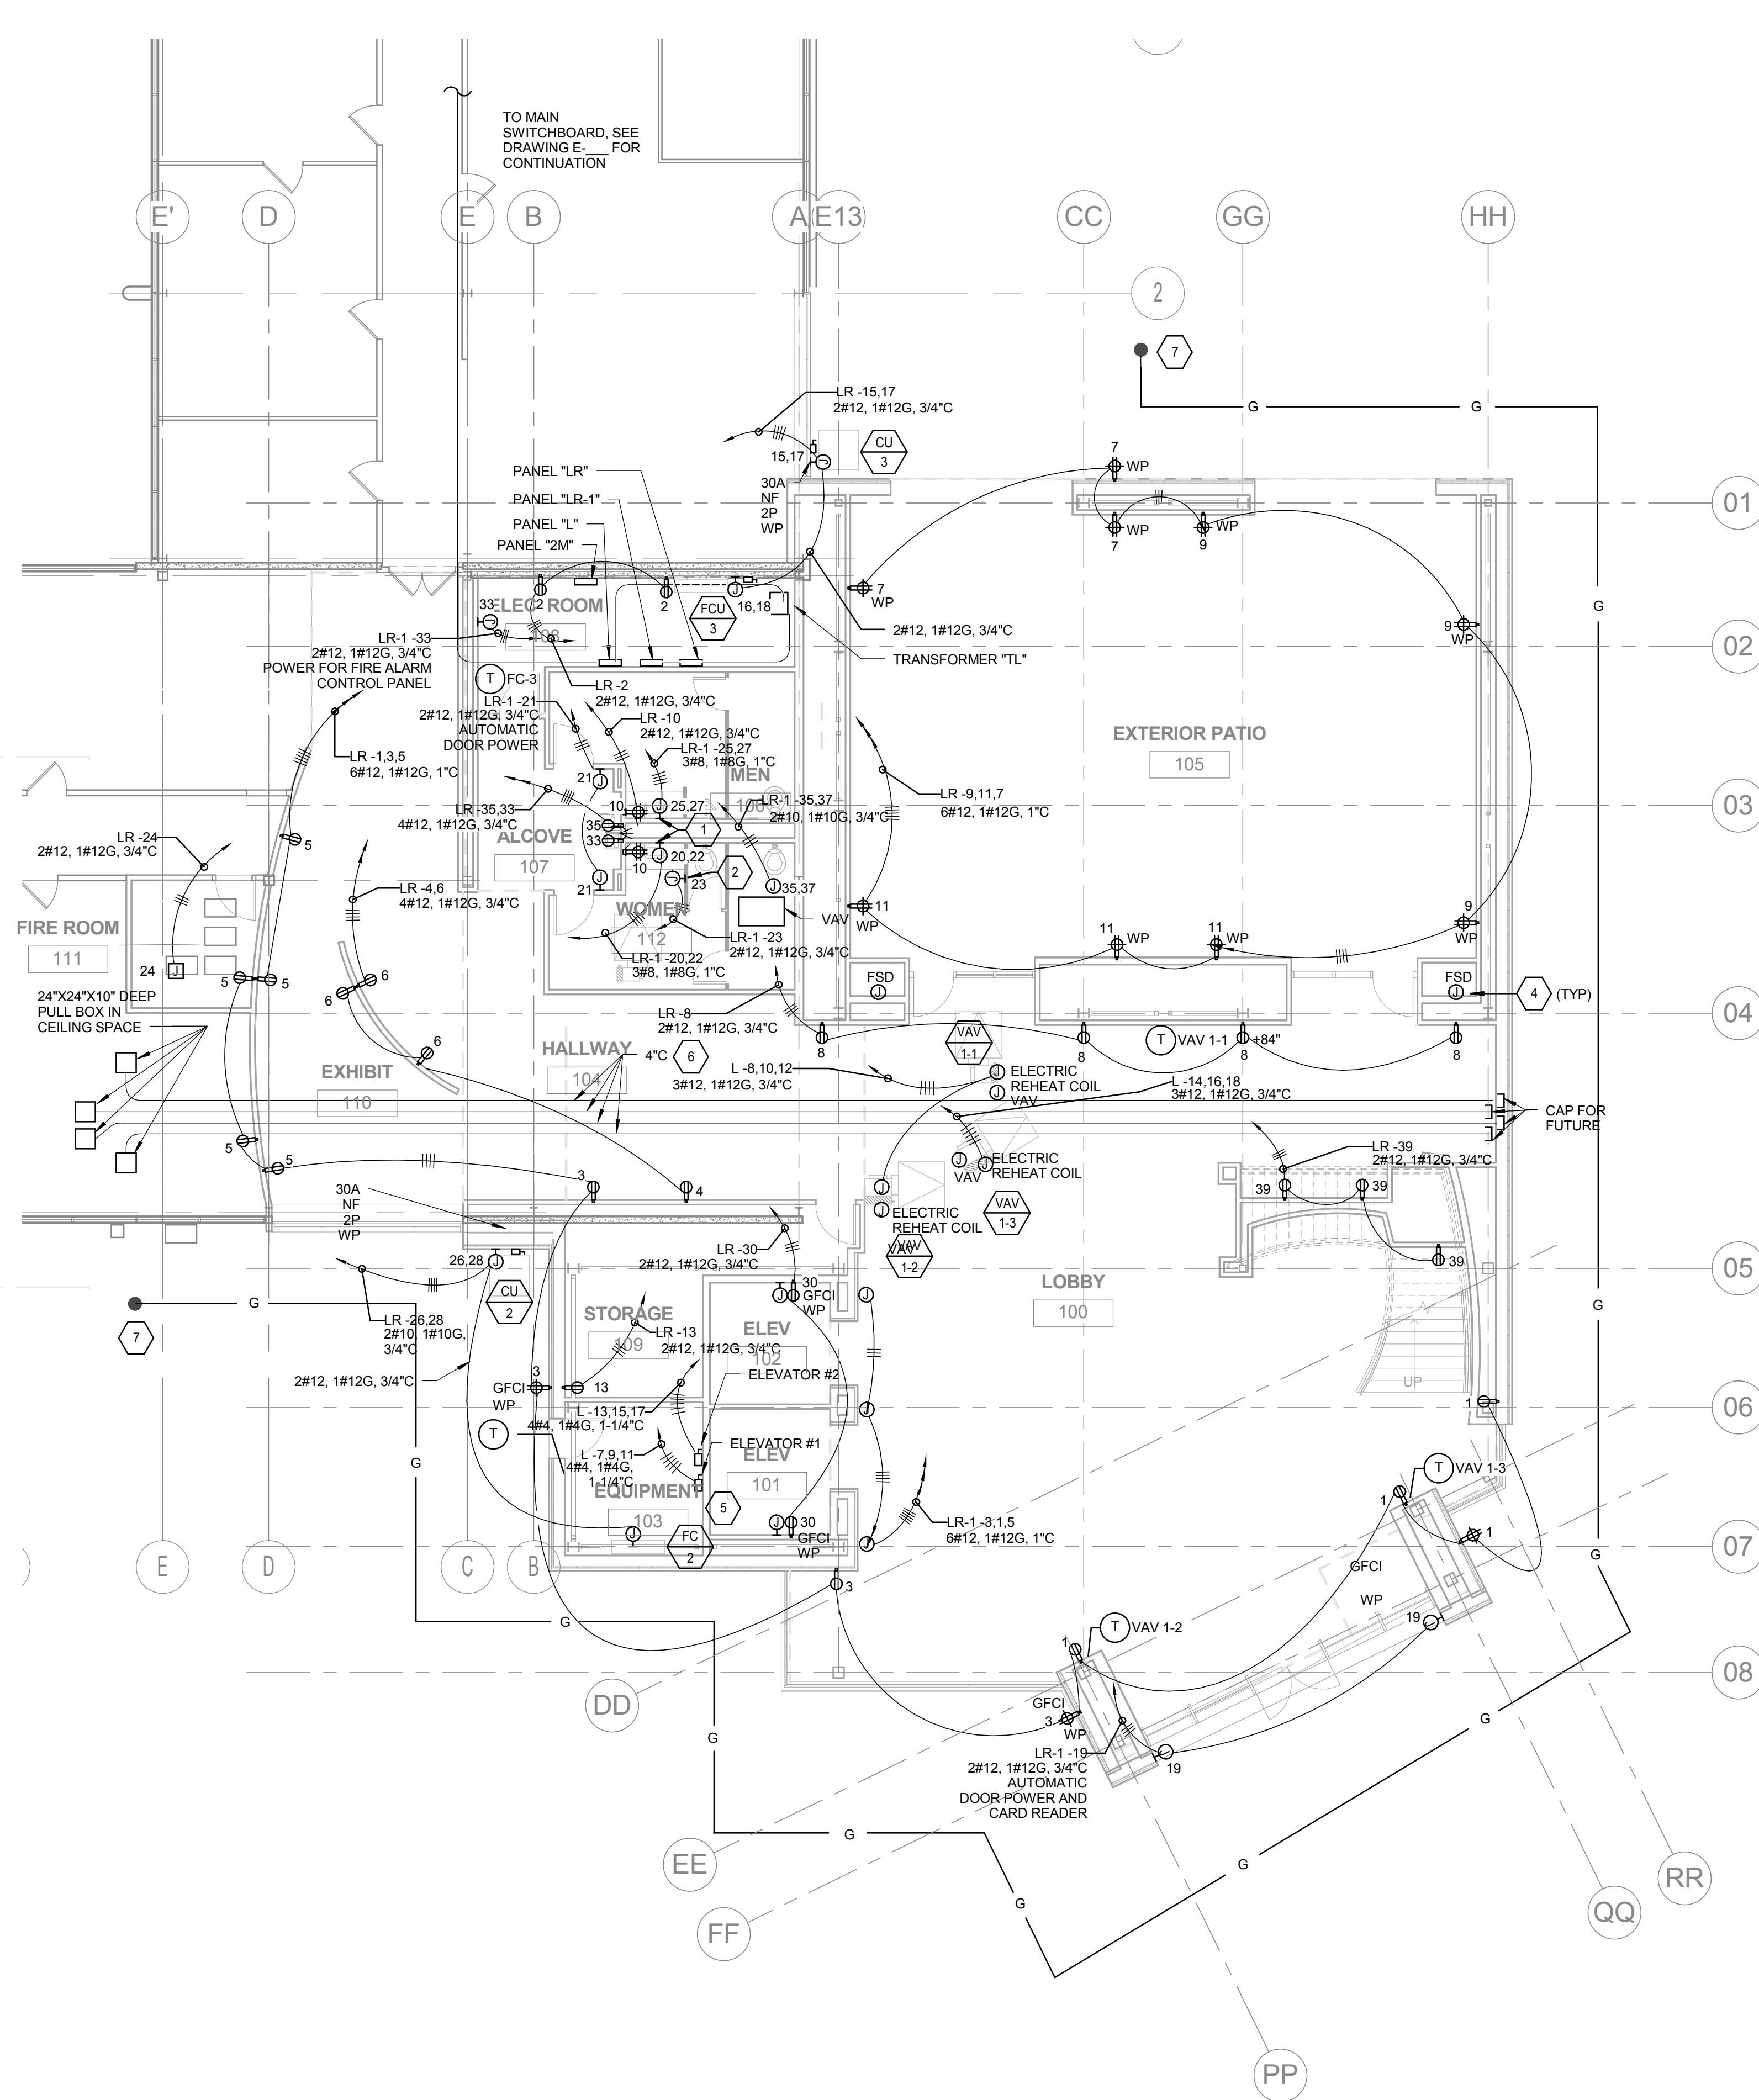 TO MAIN
SWITCHBOARD, SEE
DRAWING E-___ FOR
CONTINUATION
E'
D
E
B
A
E13
CC
GG
HH
2
7
G
G
LR -15,17
2#12, 1#12G, 3/4"C
CU
3
15,17
30A
NF
2P
WP
7
WP
WP
7
WP
9
01
PANEL "LR"
PANEL "LR-1"
PANEL "L"
PANEL "2M"
33
ELEC ROOM
108
2
2
FCU
3
16,18
7
WP
9
WP
G
2#12, 1#12G, 3/4"C
TRANSFORMER "TL"
02
LR-1 -33
2#12, 1#12G, 3/4"C
POWER FOR FIRE ALARM
CONTROL PANEL
T
FC-3
LR -2
2#12, 1#12G, 3/4"C
LR-1 -21
2#12, 1#12G, 3/4"C
AUTOMATIC
DOOR POWER
LR -10
2#12, 1#12G, 3/4"C
LR-1 -25,27
3#8, 1#8G, 1"C
EXTERIOR PATIO
105
LR -1,3,5
6#12, 1#12G, 1"C
21
MEN
106
LR-1 -35,37
2#10, 1#10G, 3/4"C
LR -9,11,7
6#12, 1#12G, 1"C
03
LR -35,33
4#12, 1#12G, 3/4"C
10
J
25,27
35
33
1
10
J
20,22
ALCOVE
107
LR -24
2#12, 1#12G, 3/4"C
5
LR -4,6
4#12, 1#12G, 3/4"C
21
23
2
J
35,37
VAV
WOMEN
112
11
WP
9
WP
FIRE ROOM
111
24
J
LR-1 -23
2#12, 1#12G, 3/4"C
LR-1 -20,22
3#8, 1#8G, 1"C
11
WP
11
WP
5
5
6
6
24"X24"X10" DEEP
PULL BOX IN
CEILING SPACE
FSD
J
FSD
J
4
(TYP)
04
LR -8
2#12, 1#12G, 3/4"C
8
8
VAV
1-1
T
VAV 1-1
8
+84"
8
6
HALLWAY
104
4"C
6
EXHIBIT
110
L -8,10,12
3#12, 1#12G, 3/4"C
J
ELECTRIC
REHEAT COIL
J
VAV
L -14,16,18
3#12, 1#12G, 3/4"C
CAP FOR
FUTURE
5
5
3
4
J
J
ELECTRIC
REHEAT COIL
VAV
VAV
1-3
LR -39
2#12, 1#12G, 3/4"C
39
39
39
30A
NF
2P
WP
J
J
ELECTRIC
REHEAT COIL
VAV
VAV
1-2
LR -30
2#12, 1#12G, 3/4"C
26,28
J
CU
2
LOBBY
100
05
G
7
LR -26,28
2#10, 1#10G,
3/4"C
STORAGE
109
30
J
GFCI
WP
J
G
LR -13
2#12, 1#12G, 3/4"C
ELEV
102
ELEVATOR #2
2#12, 1#12G, 3/4"C
3
GFCI
WP
13
UP
1
J
06
T
L -13,15,17
4#4, 1#4G, 1-1/4"C
ELEVATOR #1
L -7,9,11
4#4, 1#4G,
1-1/4"C
ELEV
101
G
EQUIPMENT
103
5
T
VAV 1-3
1
1
J
J
30
GFCI
WP
FC
2
J
LR-1 -3,1,5
6#12, 1#12G, 1"C
GFCI
WP
G
07
E
D
C
B
3
19
G
1
T
VAV 1-2
08
DD
GFCI
3
WP
G
G
LR-1 -19
2#12, 1#12G, 3/4"C
AUTOMATIC
DOOR POWER AND
CARD READER
19
G
G
G
EE
FF
RR
QQ
PP